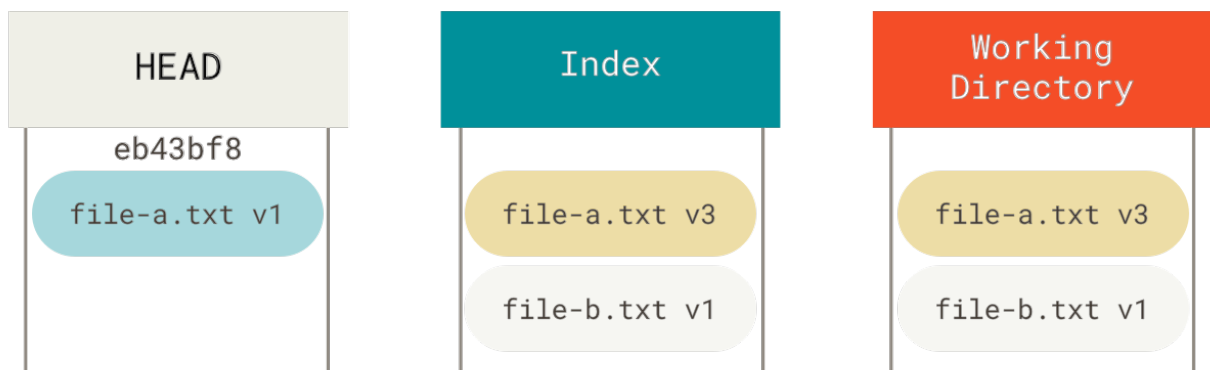 HEAD
Index
Working
Directory
eb43bf8
file-a.txt v1
file-a.txt v3
file-a.txt v3
file-b.txt v1
file-b.txt v1